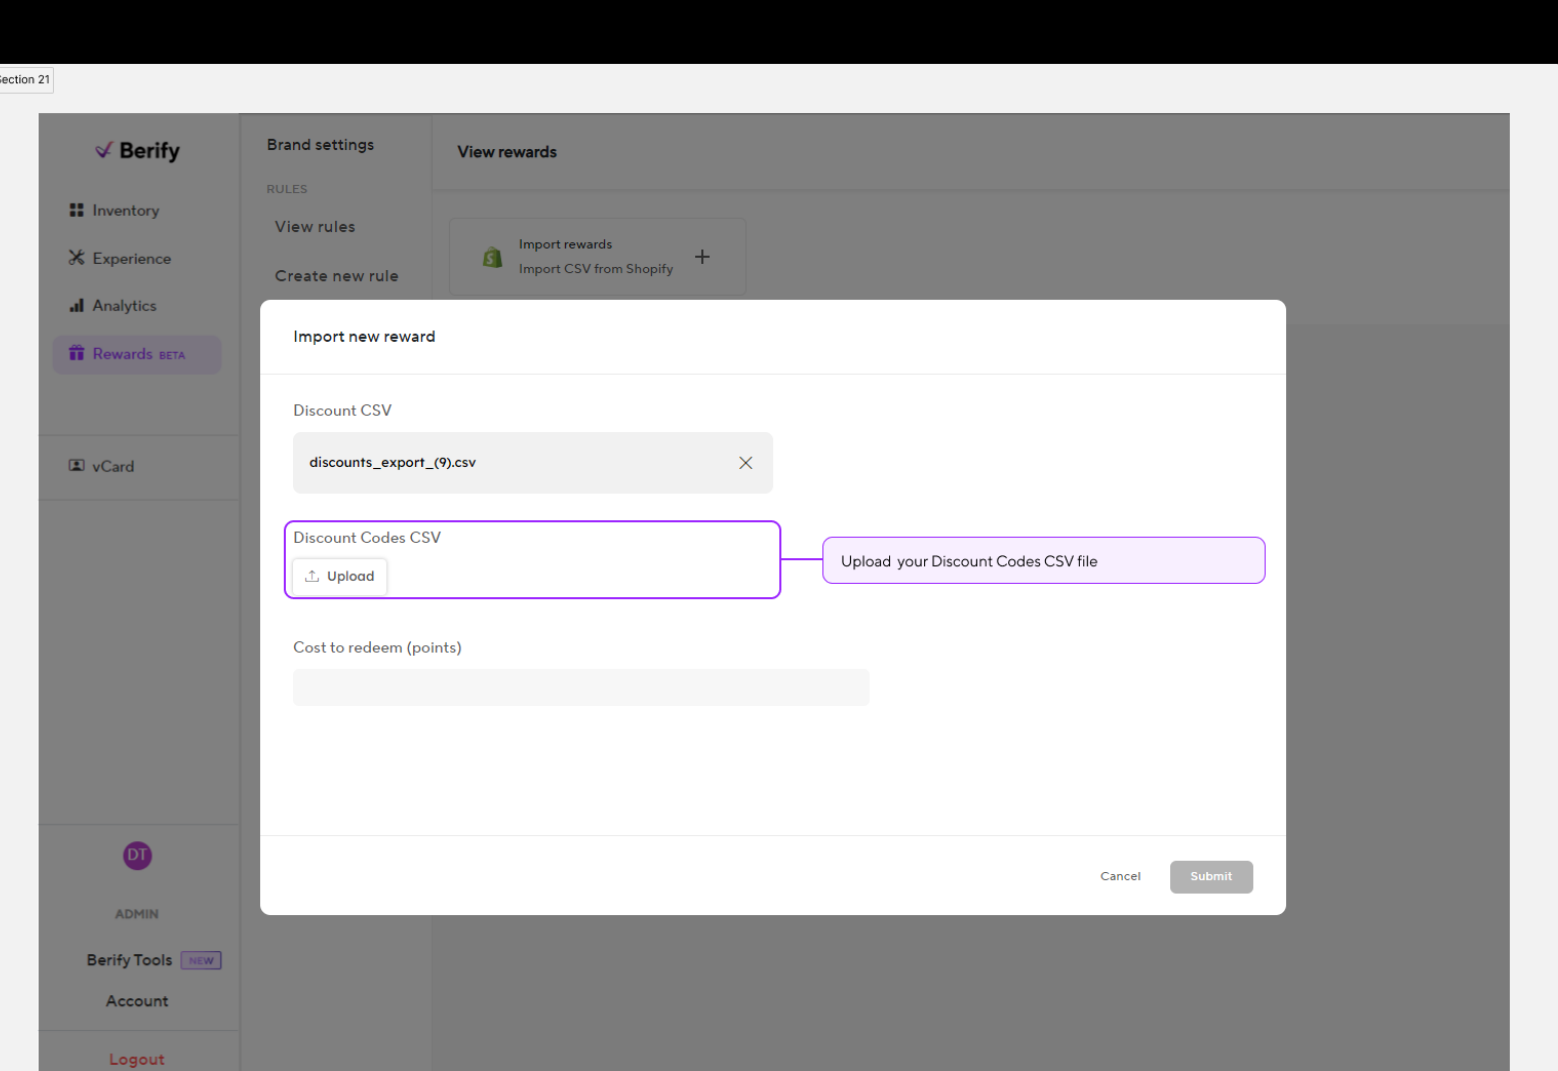 Section 21
Berify
Inventory
Experience
Analytics
Rewards BETA
vCard
DT
ADMIN
Berify Tools NEW
Account
Logout
Brand settings
RULES
View rules
Create new rule
View rewards
Import rewards
Import CSV from Shopify
Import new reward
Discount CSV
discounts_export_(9).csv
Discount Codes CSV
Upload
Upload your Discount Codes CSV file
Cost to redeem (points)
Cancel
Submit